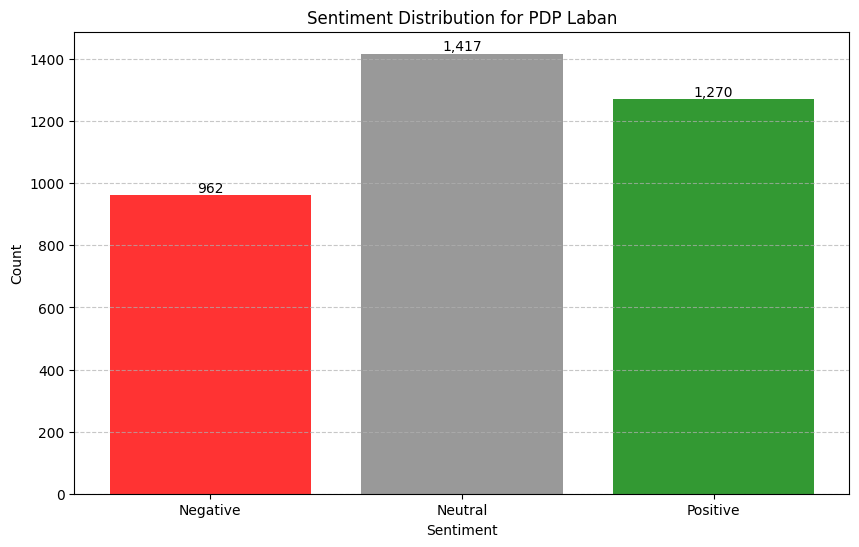 Sentiment Distribution for PDP Laban
Count
1400
1200
1000
800
600
400
200
0
962
1,417
1,270
Negative
Neutral
Positive
Sentiment